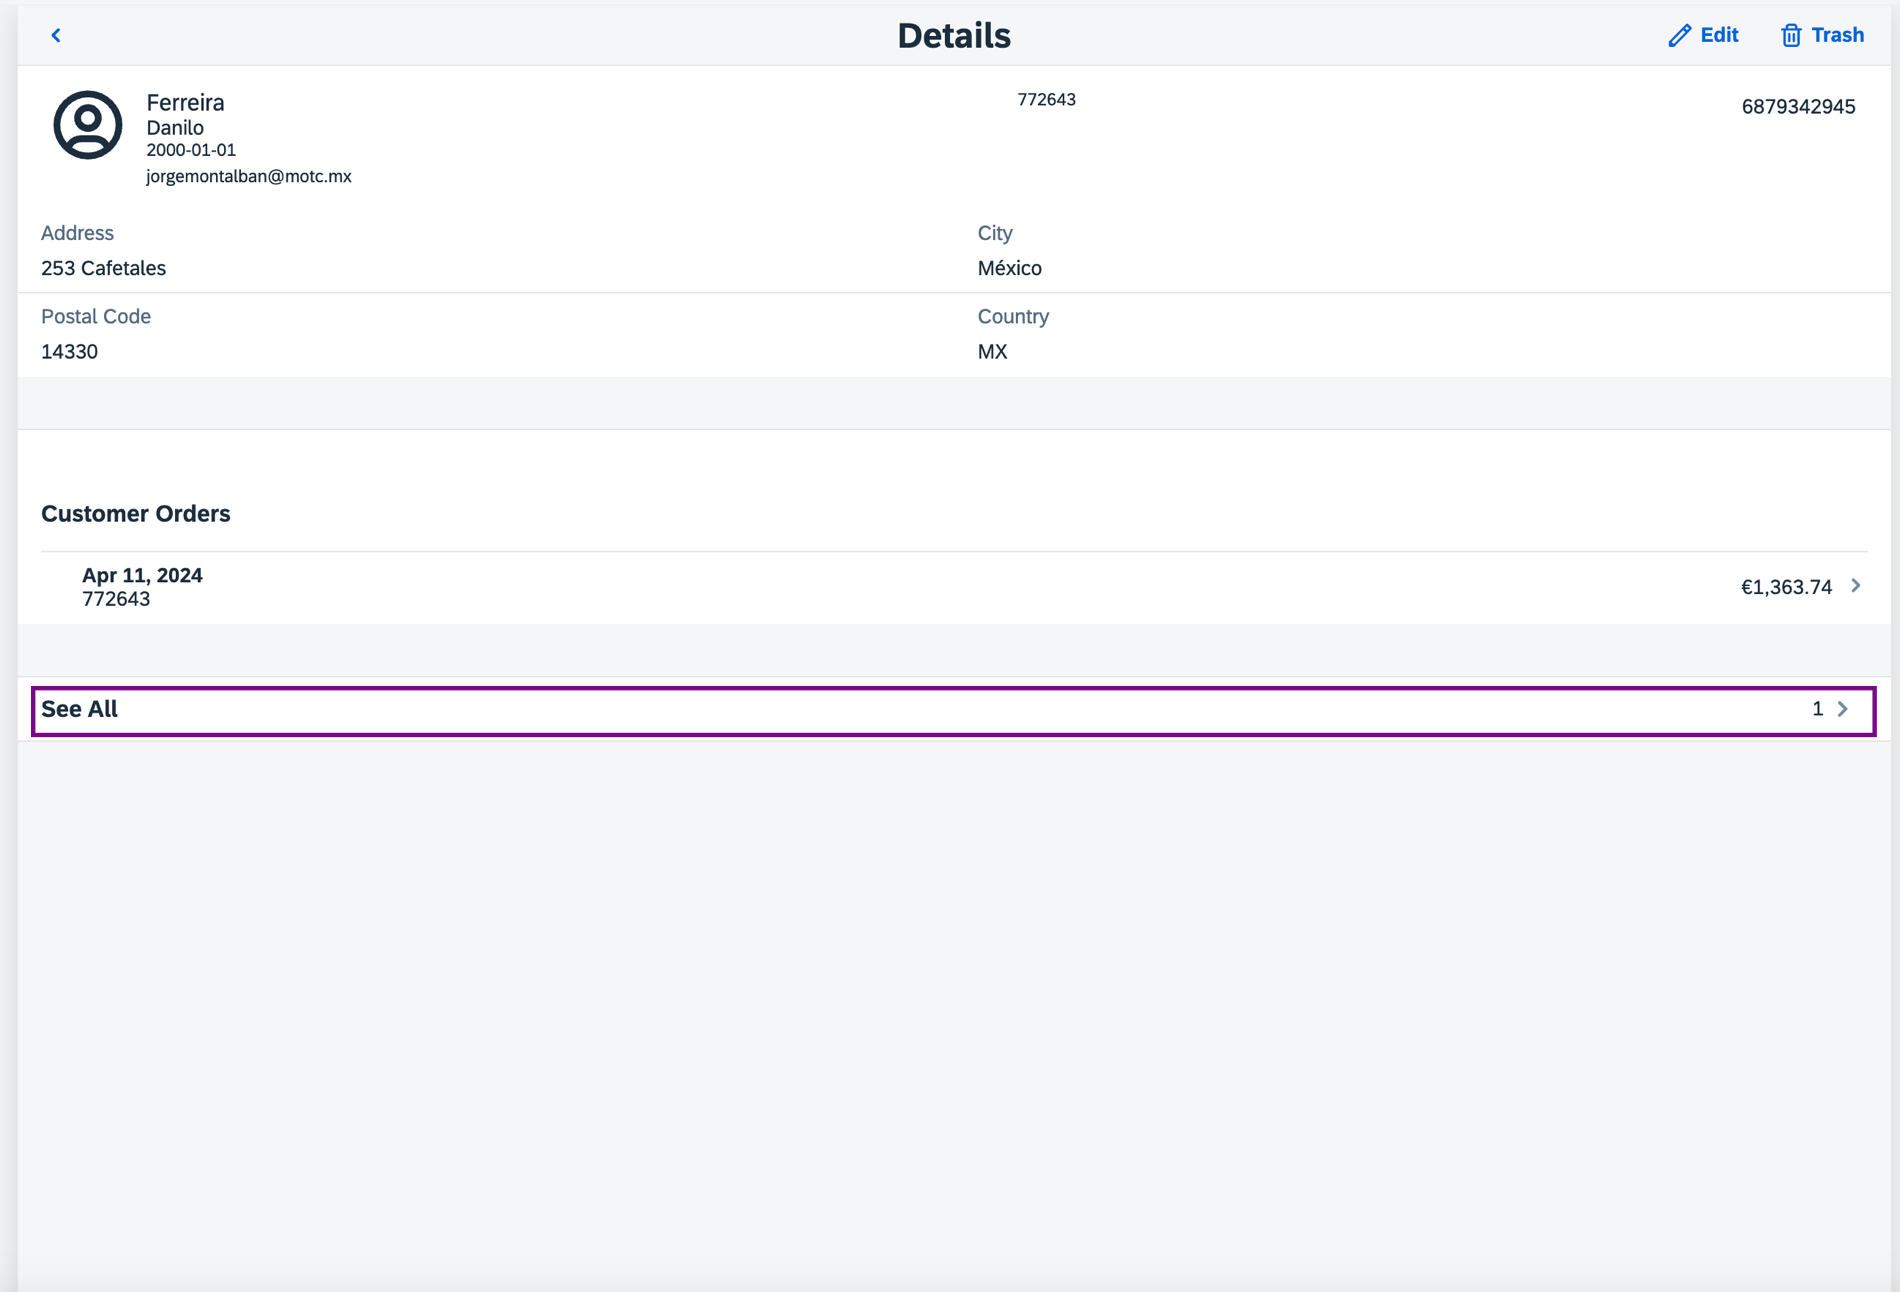 Details
Edit
Trash
Ferreira
Danilo
2000-01-01
jorgemontalban@motc.mx
772643
6879342945
Address
City
253 Cafetales
México
Postal Code
Country
14330
MX
Customer Orders
Apr 11, 2024
772643
€1,363.74
See All
1